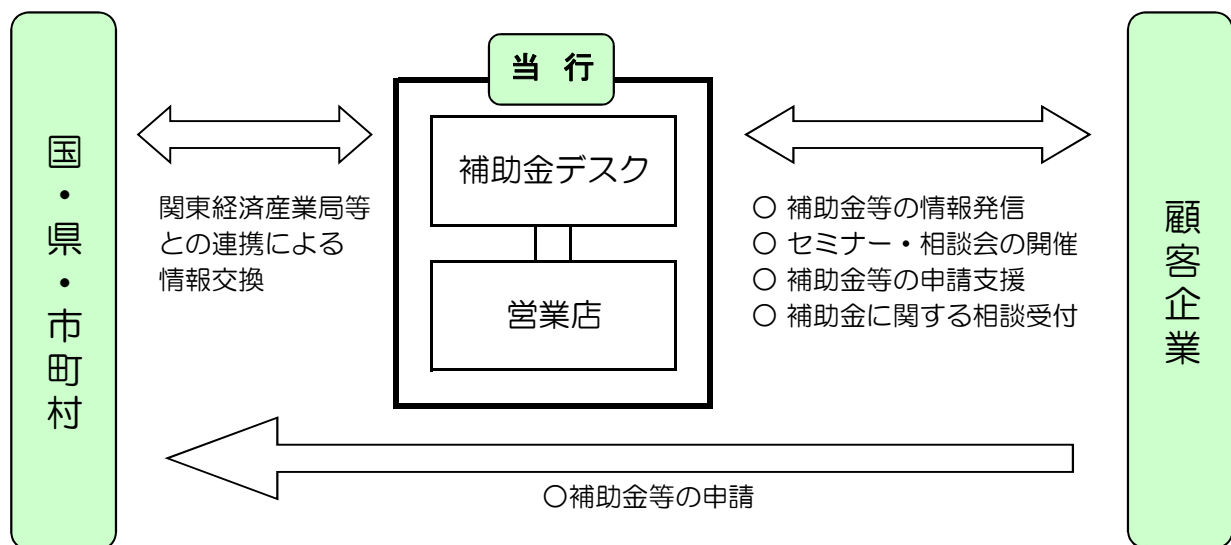 国・県・市町村
関東経済産業局等
との連携による
情報交換
当 行
補助金デスク
営業店
〇 補助金等の情報発信
〇 セミナー・相談会の開催
〇 補助金等の申請支援
〇 補助金に関する相談受付
顧客企業
〇補助金等の申請